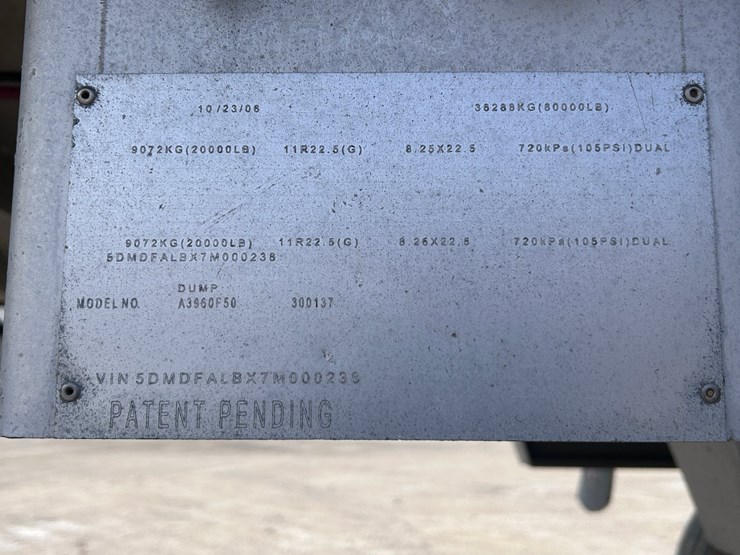 10/23/06 36288KG(80000LB)
9072KG(20000LB) 11R22.5(G) 8.25X22.5 720kPa(105PSI)DUAL
9072KG(20000LB) 11R22.5(G) 8.25X22.5 720kPa(105PSI)DUAL
5DMDFALBX7M000238
DUMP
MODEL NO. A3960F50 300137
VIN 5DMDFALBX7M000238
PATENT PENDING